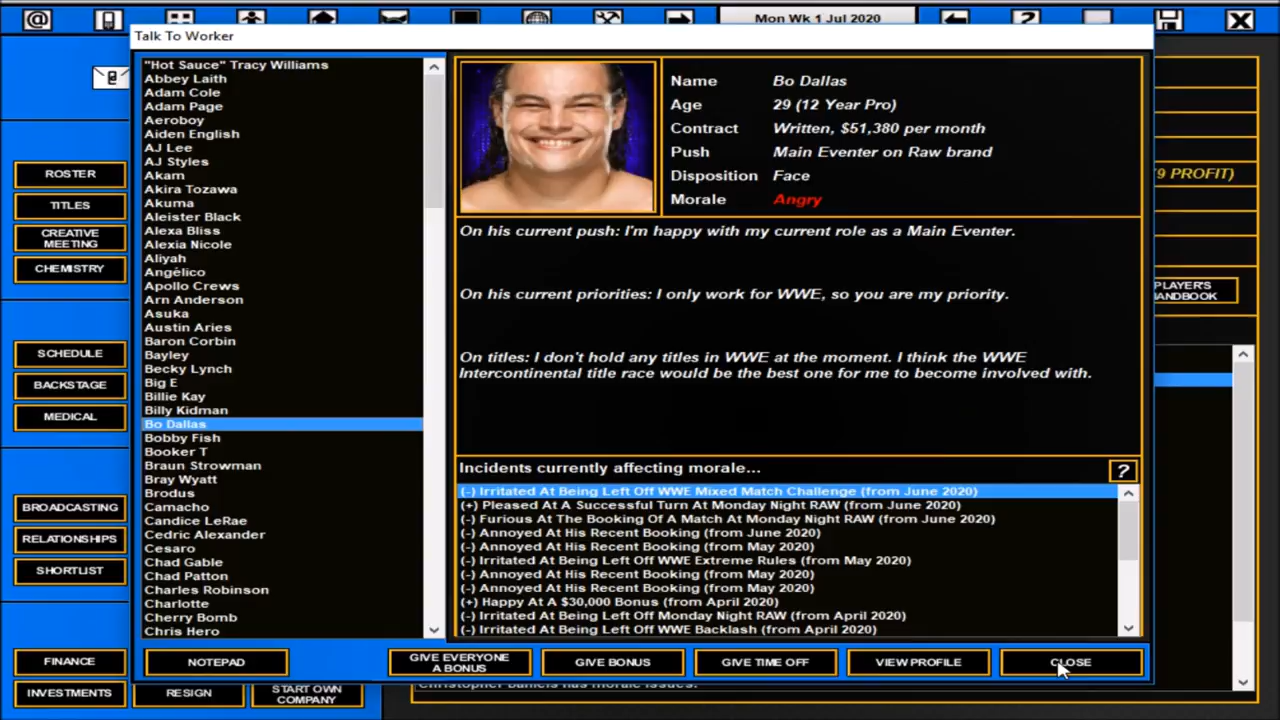 Mon Wk 1 Jul 2020
Talk To Worker
"Hot Sauce" Tracy Williams
Abbey Laith
Adam Cole
Adam Page
Aeroboy
Aiden English
AJ Lee
AJ Styles
Akam
Akira Tozawa
Akuma
Aleister Black
Alexa Bliss
Alexia Nicole
Aliyah
Angélico
Apollo Crews
Arn Anderson
Asuka
Austin Aries
Baron Corbin
Bayley
Becky Lynch
Big E
Billie Kay
Billy Kidman
Bo Dallas
Bobby Fish
Booker T
Braun Strowman
Bray Wyatt
Brodus
Camacho
Candice LeRae
Cedric Alexander
Cesaro
Chad Gable
Chad Patton
Charles Robinson
Charlotte
Cherry Bomb
Chris Hero
Name Bo Dallas
Age 29 (12 Year Pro)
Contract Written, $51,380 per month
Push Main Eventer on Raw brand
Disposition Face
Morale Angry
On his current push: I'm happy with my current role as a Main Eventer.
On his current priorities: I only work for WWE, so you are my priority.
On titles: I don't hold any titles in WWE at the moment. I think the WWE
Intercontinental title race would be the best one for me to become involved with.
Incidents currently affecting morale...
?
(-) Irritated At Being Left Off WWE Mixed Match Challenge (from June 2020)
(+) Pleased At A Successful Turn At Monday Night RAW (from June 2020)
(-) Furious At The Booking Of A Match At Monday Night RAW (from June 2020)
(-) Annoyed At His Recent Booking (from June 2020)
(-) Annoyed At His Recent Booking (from May 2020)
(-) Irritated At Being Left Off WWE Extreme Rules (from May 2020)
(-) Annoyed At His Recent Booking (from May 2020)
(-) Annoyed At His Recent Booking (from May 2020)
(+) Happy At A $30,000 Bonus (from April 2020)
(-) Irritated At Being Left Off Monday Night RAW (from April 2020)
(-) Irritated At Being Left Off WWE Backlash (from April 2020)
NOTEPAD
GIVE EVERYONE
A BONUS
GIVE BONUS
GIVE TIME OFF
VIEW PROFILE
CLOSE
ROSTER
TITLES
CREATIVE
MEETING
CHEMISTRY
SCHEDULE
BACKSTAGE
MEDICAL
BROADCASTING
RELATIONSHIPS
SHORTLIST
FINANCE
INVESTMENTS
RESIGN
START OWN
COMPANY
9 PROFIT)
PLAYER'S
HANDBOOK
Christopher Daniels has morale issues.